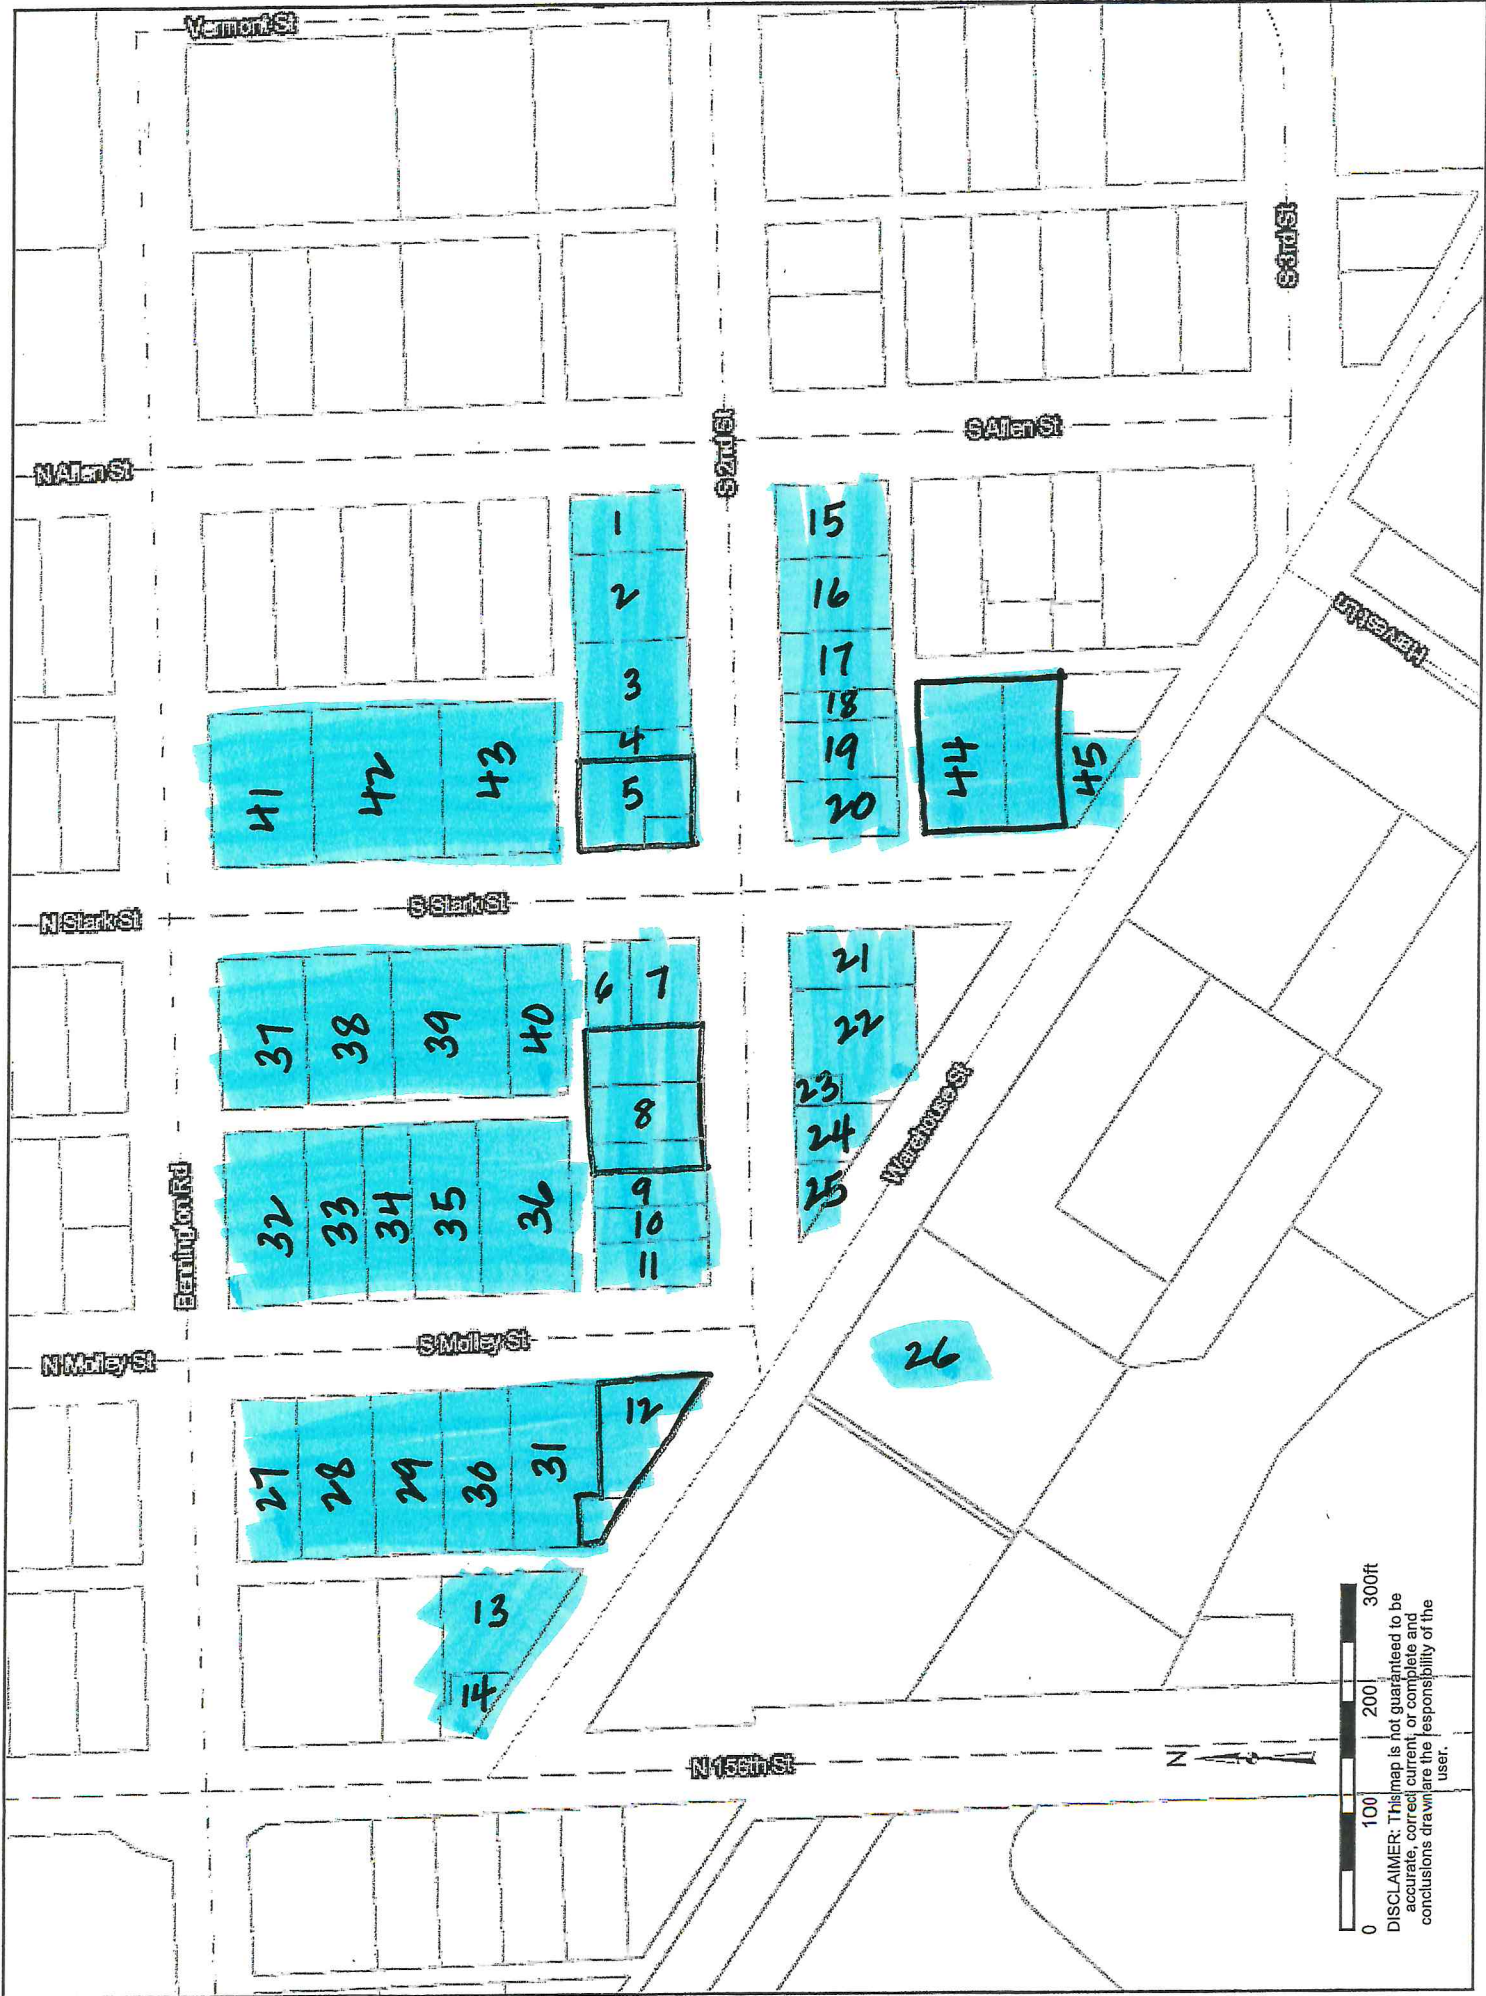 Vermont St
N Allen St
S 2nd St
S Allen St
S 3rd St
1
2
3
4
5
15
16
17
18
19
20
41
42
43
44
45
Harvest Ln
N Stark St
S Stark St
37
38
39
40
6
7
8
9
10
11
21
22
23
24
25
Warehouse St
Bennington Rd
32
33
34
35
36
N Molley St
S Molley St
26
27
28
29
30
31
12
13
14
N 156th St
N
0 100 200 300ft
DISCLAIMER: This map is not guaranteed to be
accurate, correct, current, or complete and
conclusions drawn are the responsibility of the
user.